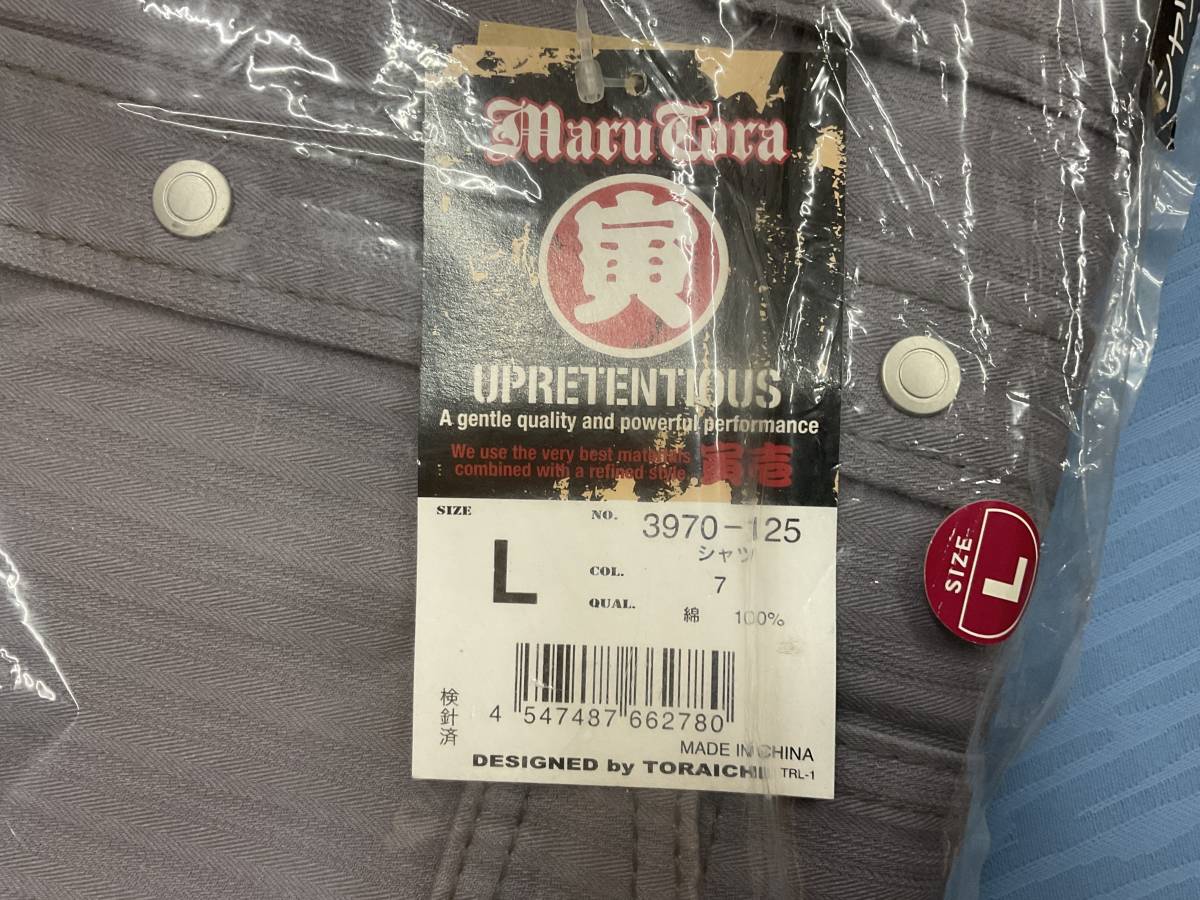 Maru Tora
寅
UPRETENTIOUS
A gentle quality and powerful performance
We use the very best materials
combined with a refined style.
寅壱
SIZE
L
NO. 3970-125
シャツ
COL. 7
QUAL. 綿 100%
検針済
4 547487 662780
MADE IN CHINA
DESIGNED by TORAICHI TRL-1
SIZE
L